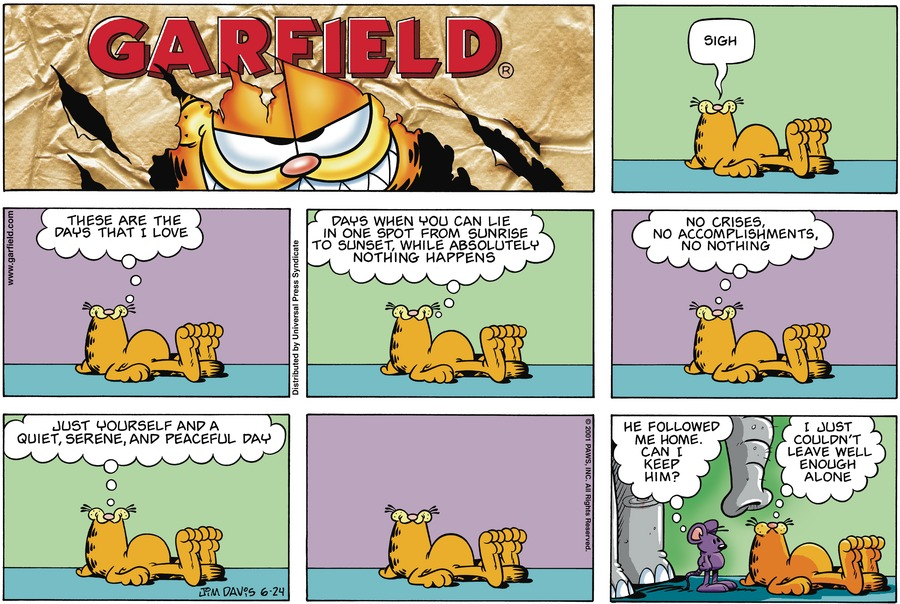 GARFIELD®
SIGH
www.garfield.com
THESE ARE THE
DAYS THAT I LOVE
Distributed by Universal Press Syndicate
DAYS WHEN YOU CAN LIE
IN ONE SPOT FROM SUNRISE
TO SUNSET, WHILE ABSOLUTELY
NOTHING HAPPENS
NO CRISES,
NO ACCOMPLISHMENTS,
NO NOTHING
JUST YOURSELF AND A
QUIET, SERENE, AND PEACEFUL DAY
JIM DAVIS 6-24
© 2001 PAWS, INC. All Rights Reserved.
HE FOLLOWED
ME HOME.
CAN I
KEEP
HIM?
I JUST
COULDN'T
LEAVE WELL
ENOUGH
ALONE